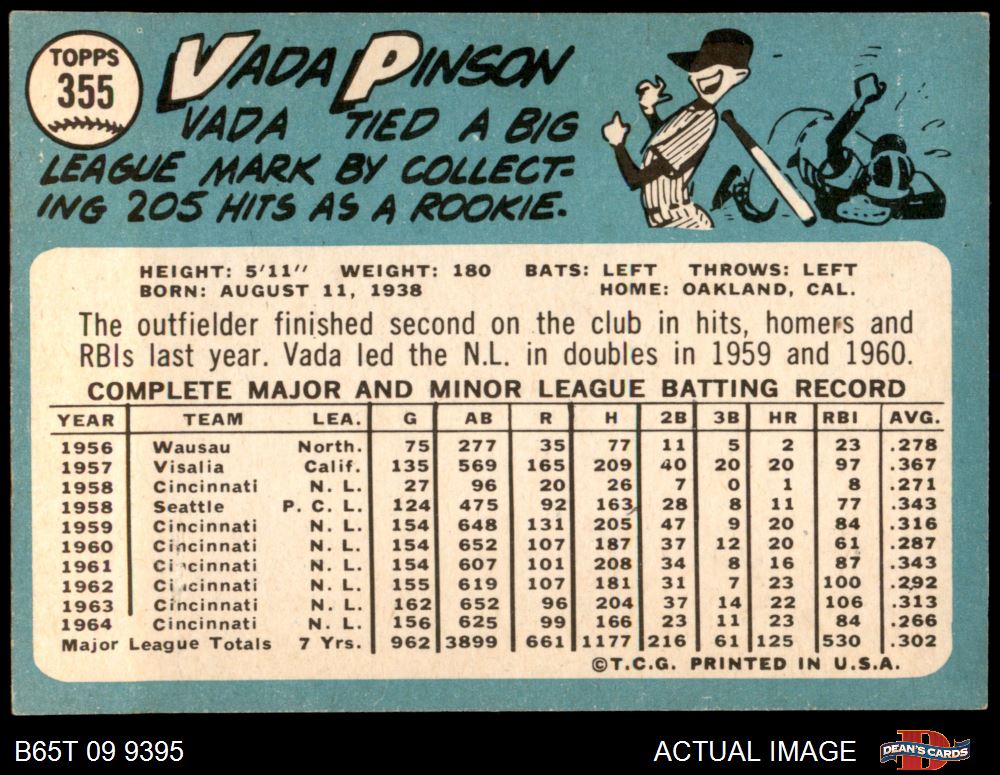 TOPPS
355
VADA PINSON
VADA TIED A BIG
LEAGUE MARK BY COLLECT-
ING 205 HITS AS A ROOKIE.
HEIGHT: 5'11" WEIGHT: 180 BATS: LEFT THROWS: LEFT
BORN: AUGUST 11, 1938 HOME: OAKLAND, CAL.
The outfielder finished second on the club in hits, homers and
RBIs last year. Vada led the N.L. in doubles in 1959 and 1960.
COMPLETE MAJOR AND MINOR LEAGUE BATTING RECORD
YEAR TEAM LEA. G AB R H 2B 3B HR RBI AVG.
1956 Wausau North. 75 277 35 77 11 5 2 23 .278
1957 Visalia Calif. 135 569 165 209 40 20 20 97 .367
1958 Cincinnati N. L. 27 96 20 26 7 0 1 8 .271
1958 Seattle P. C. L. 124 475 92 163 28 8 11 77 .343
1959 Cincinnati N. L. 154 648 131 205 47 9 20 84 .316
1960 Cincinnati N. L. 154 652 107 187 37 12 20 61 .287
1961 Cincinnati N. L. 154 607 101 208 34 8 16 87 .343
1962 Cincinnati N. L. 155 619 107 181 31 7 23 100 .292
1963 Cincinnati N. L. 162 652 96 204 37 14 22 106 .313
1964 Cincinnati N. L. 156 625 99 166 23 11 23 84 .266
Major League Totals 7 Yrs. 962 3899 661 1177 216 61 125 530 .302
©T.C.G. PRINTED IN U.S.A.
B65T 09 9395 ACTUAL IMAGE DEAN'S CARDS